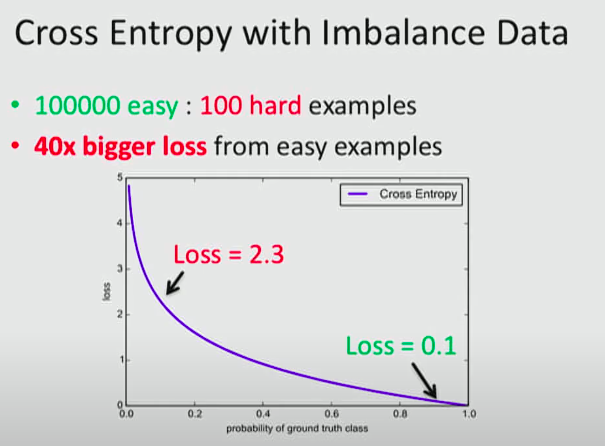 Cross Entropy with Imbalance Data
• 100000 easy : 100 hard examples
• 40x bigger loss from easy examples
Cross Entropy
Loss = 2.3
Loss = 0.1
loss
5
4
3
2
1
0
0.0 0.2 0.4 0.6 0.8 1.0
probability of ground truth class